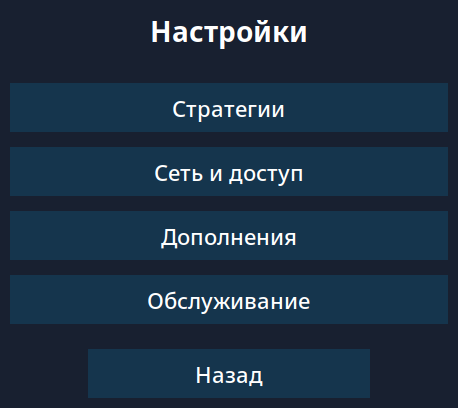 Настройки
Стратегии
Сеть и доступ
Дополнения
Обслуживание
Назад